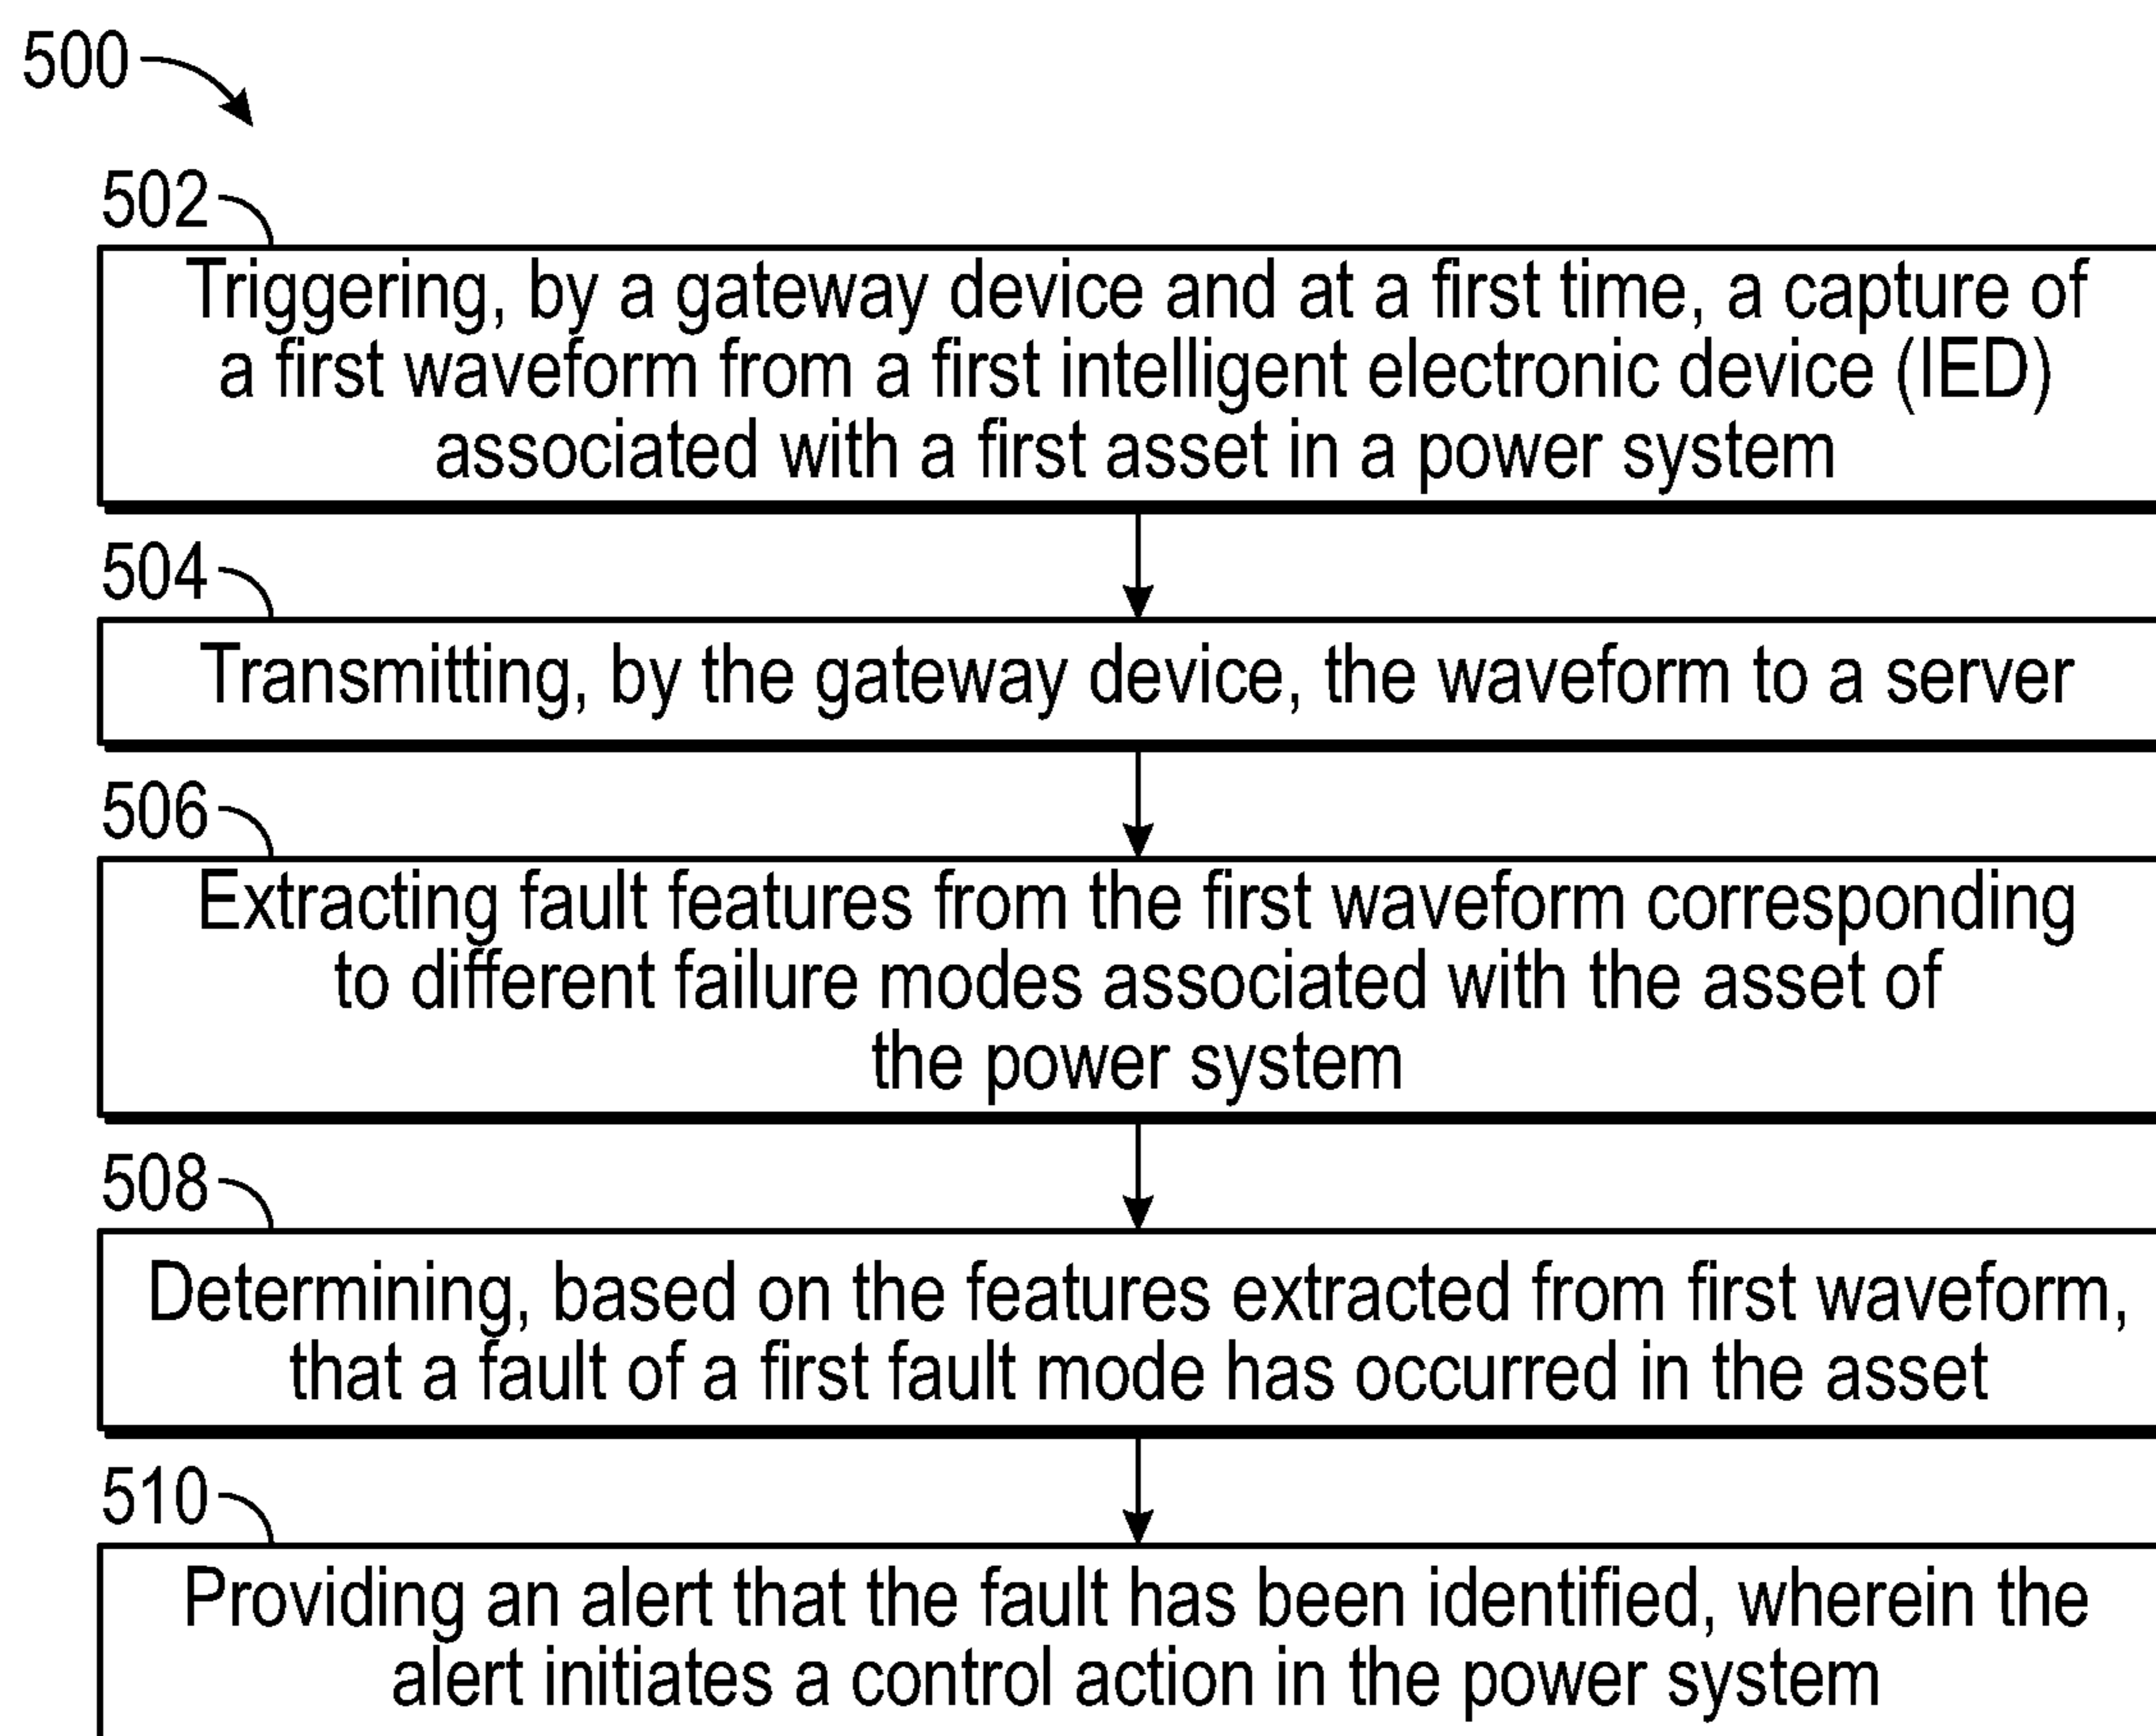 500
502
Triggering, by a gateway device and at a first time, a capture of
a first waveform from a first intelligent electronic device (IED)
associated with a first asset in a power system
504
Transmitting, by the gateway device, the waveform to a server
506
Extracting fault features from the first waveform corresponding
to different failure modes associated with the asset of
the power system
508
Determining, based on the features extracted from first waveform,
that a fault of a first fault mode has occurred in the asset
510
Providing an alert that the fault has been identified, wherein the
alert initiates a control action in the power system